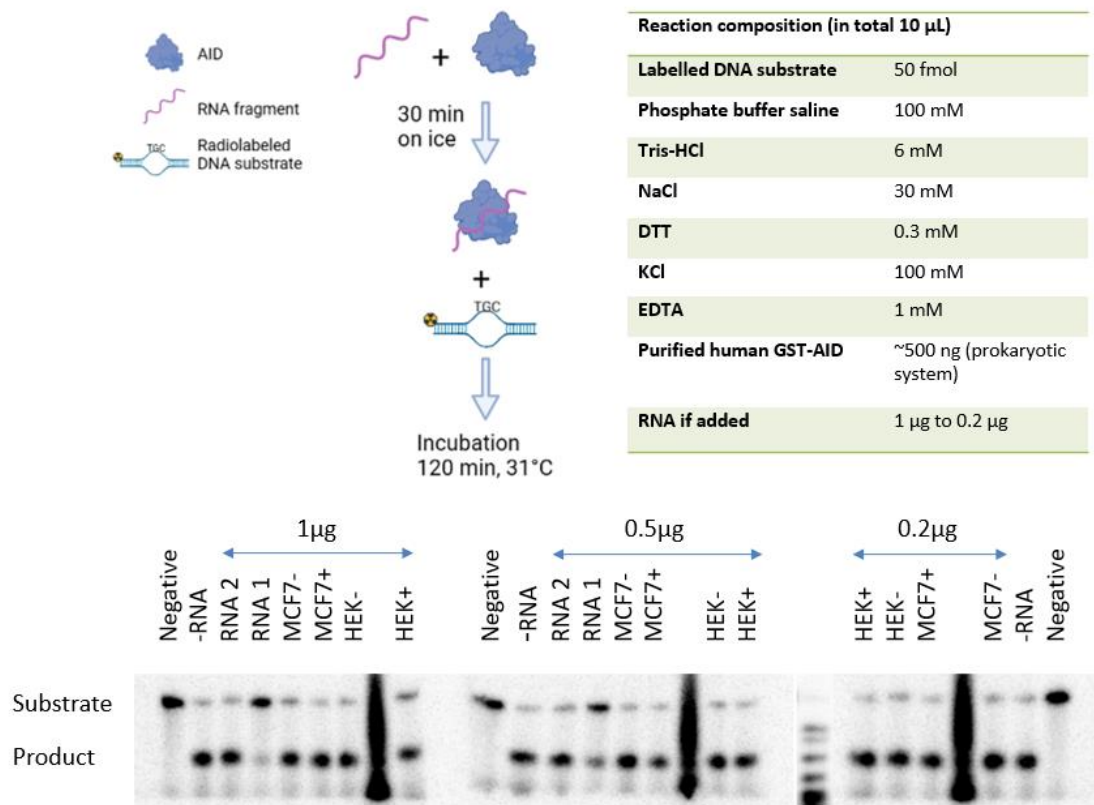 AID
RNA fragment
TGC
Radiolabeled
DNA substrate
+
30 min
on ice
+
TGC
Incubation
120 min, 31°C
Reaction composition (in total 10 µL)
Labelled DNA substrate 50 fmol
Phosphate buffer saline 100 mM
Tris-HCl 6 mM
NaCl 30 mM
DTT 0.3 mM
KCl 100 mM
EDTA 1 mM
Purified human GST-AID ~500 ng (prokaryotic
system)
RNA if added 1 µg to 0.2 µg
1µg
0.5µg
0.2µg
Negative
-RNA
RNA 2
RNA 1
MCF7-
MCF7+
HEK-
HEK+
Negative
-RNA
RNA 2
RNA 1
MCF7-
MCF7+
HEK-
HEK+
HEK+
HEK-
MCF7+
MCF7-
-RNA
Negative
Substrate
Product